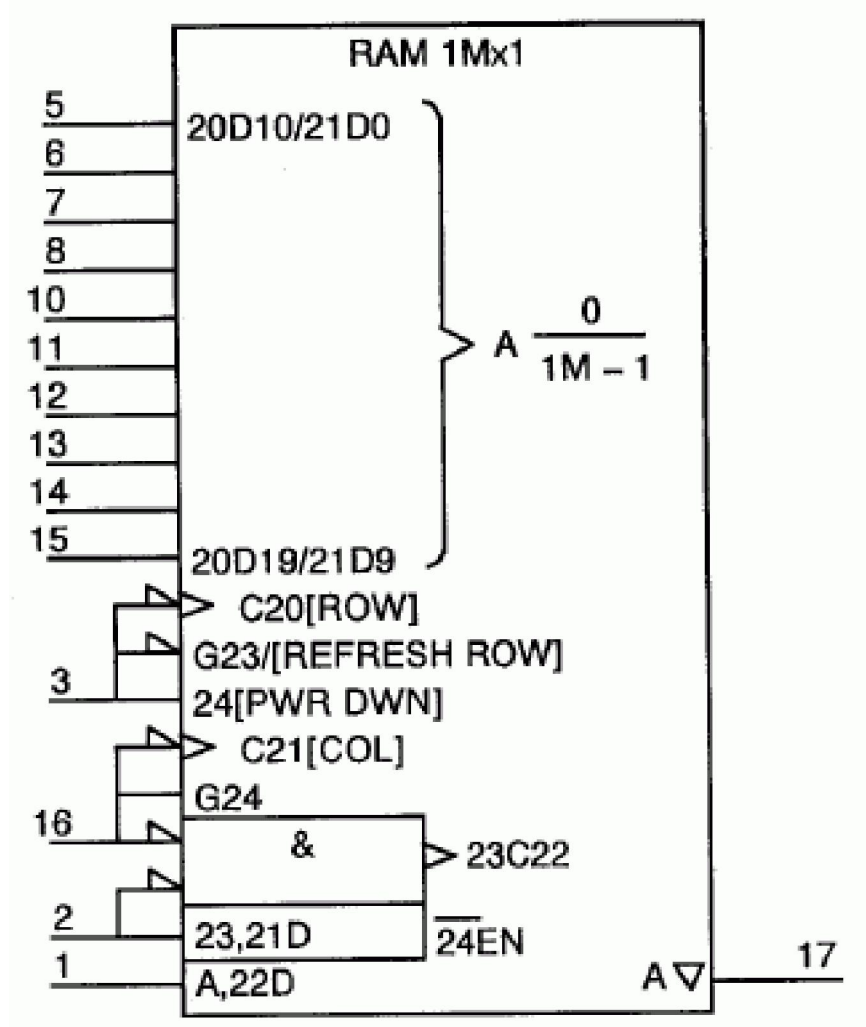 RAM 1Mx1
5
20D10/21D0
6
7
8
10
0
11
A
1M – 1
12
13
14
15
20D19/21D9
C20[ROW]
G23/[REFRESH ROW]
3
24[PWR DWN]
C21[COL]
G24
16
&
23C22
2
23,21D
24EN
1
A,22D
A
17